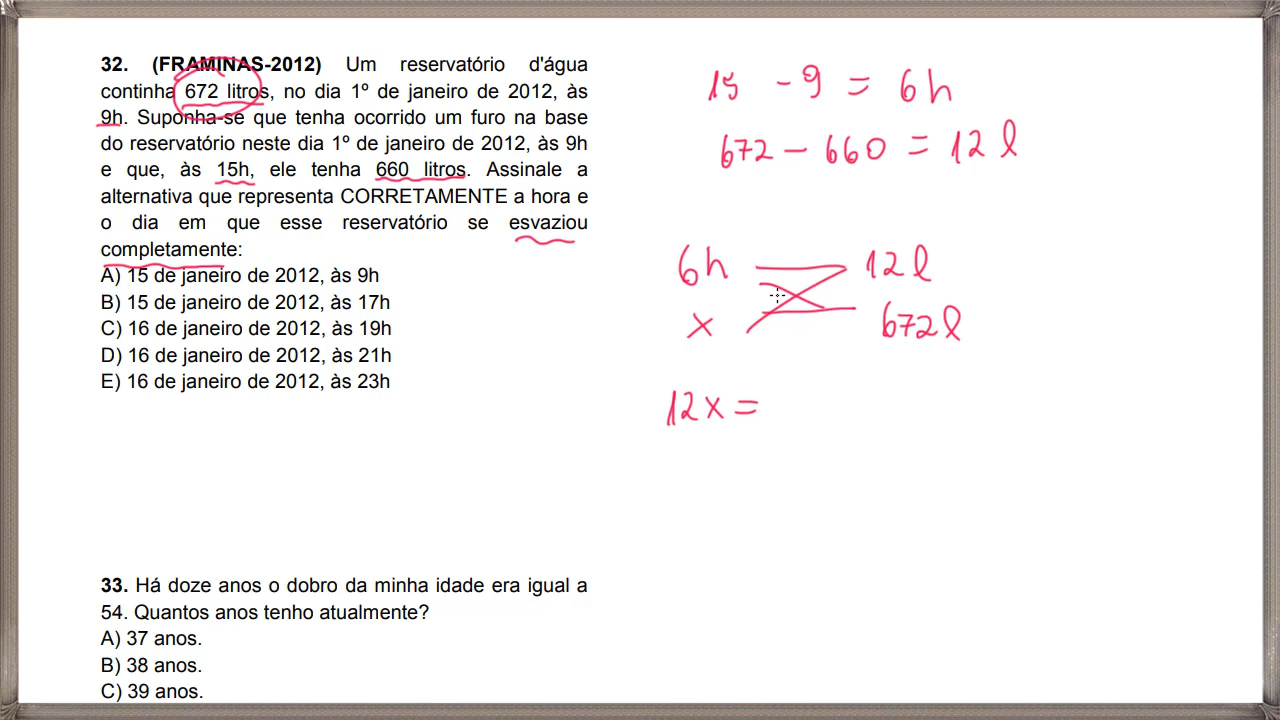 32. (FRAMINAS-2012) Um reservatório d'água
continha 672 litros, no dia 1º de janeiro de 2012, às
9h. Suponha-se que tenha ocorrido um furo na base
do reservatório neste dia 1º de janeiro de 2012, às 9h
e que, às 15h, ele tenha 660 litros. Assinale a
alternativa que representa CORRETAMENTE a hora e
o dia em que esse reservatório se esvaziou
completamente:
A) 15 de janeiro de 2012, às 9h
B) 15 de janeiro de 2012, às 17h
C) 16 de janeiro de 2012, às 19h
D) 16 de janeiro de 2012, às 21h
E) 16 de janeiro de 2012, às 23h
33. Há doze anos o dobro da minha idade era igual a
54. Quantos anos tenho atualmente?
A) 37 anos.
B) 38 anos.
C) 39 anos.
15 - 9 = 6h
672 - 660 = 12 l
6h 12 l
x 672 l
12x =